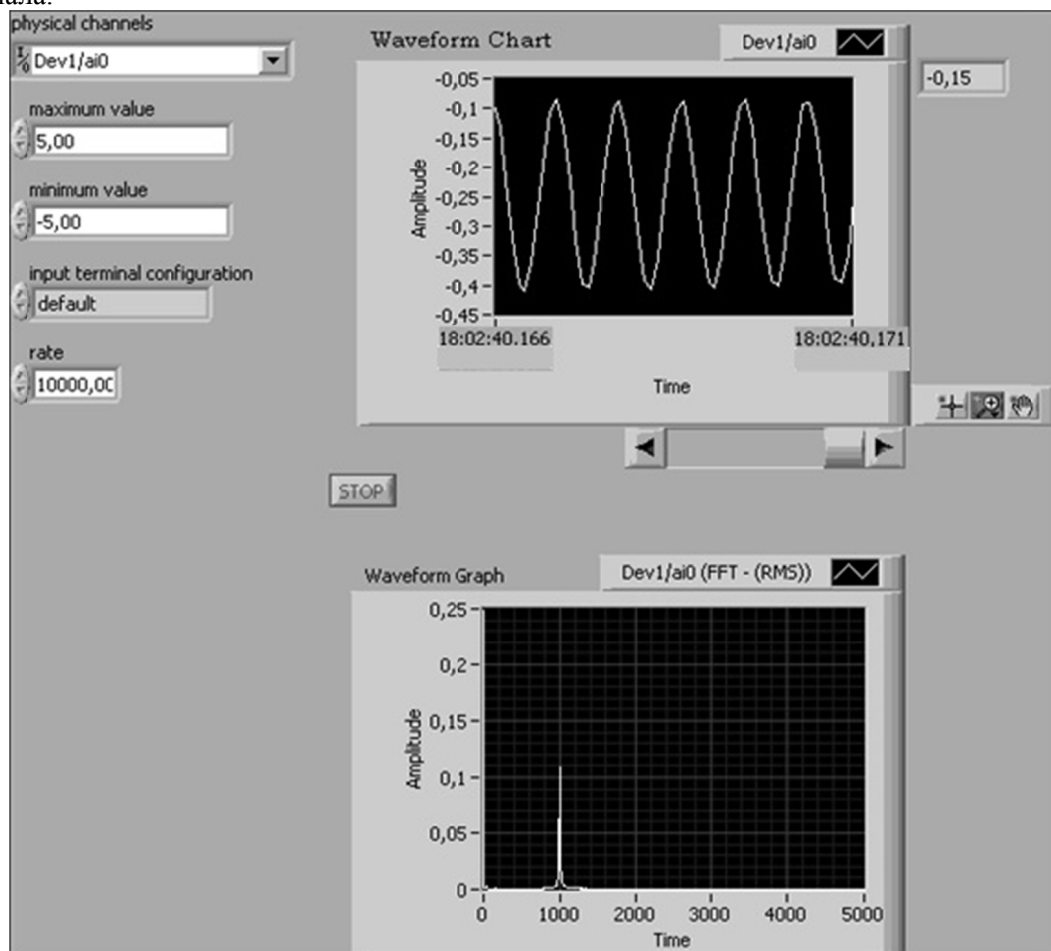 physical channels
Dev1/ai0
maximum value
5,00
minimum value
-5,00
input terminal configuration
default
rate
10000,0
Waveform Chart
Dev1/ai0
-0,15
Amplitude
-0,05
-0,1
-0,15
-0,2
-0,25
-0,3
-0,35
-0,4
-0,45
18:02:40.166
18:02:40,171
Time
STOP
Waveform Graph
Dev1/ai0 (FFT - (RMS))
Amplitude
0,25
0,2
0,15
0,1
0,05
0
0 1000 2000 3000 4000 5000
Time